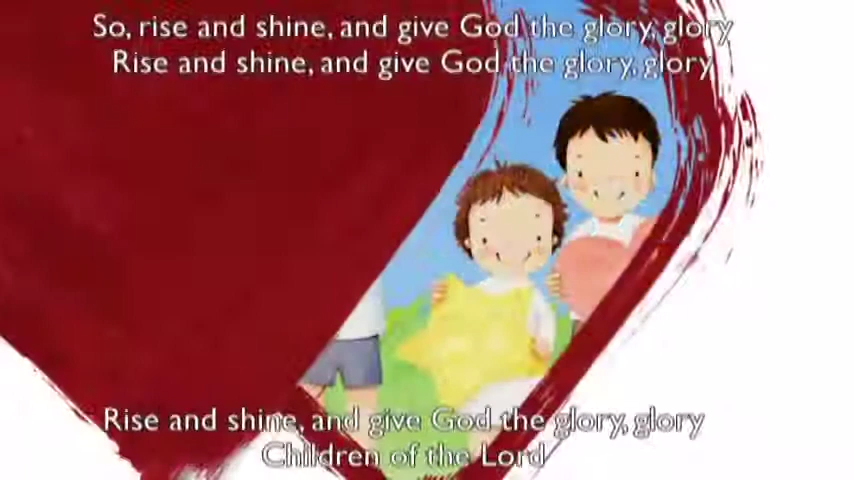 So, rise and shine, and give God the glory, glory
Rise and shine, and give God the glory, glory
Rise and shine, and give God the glory, glory
Children of the Lord